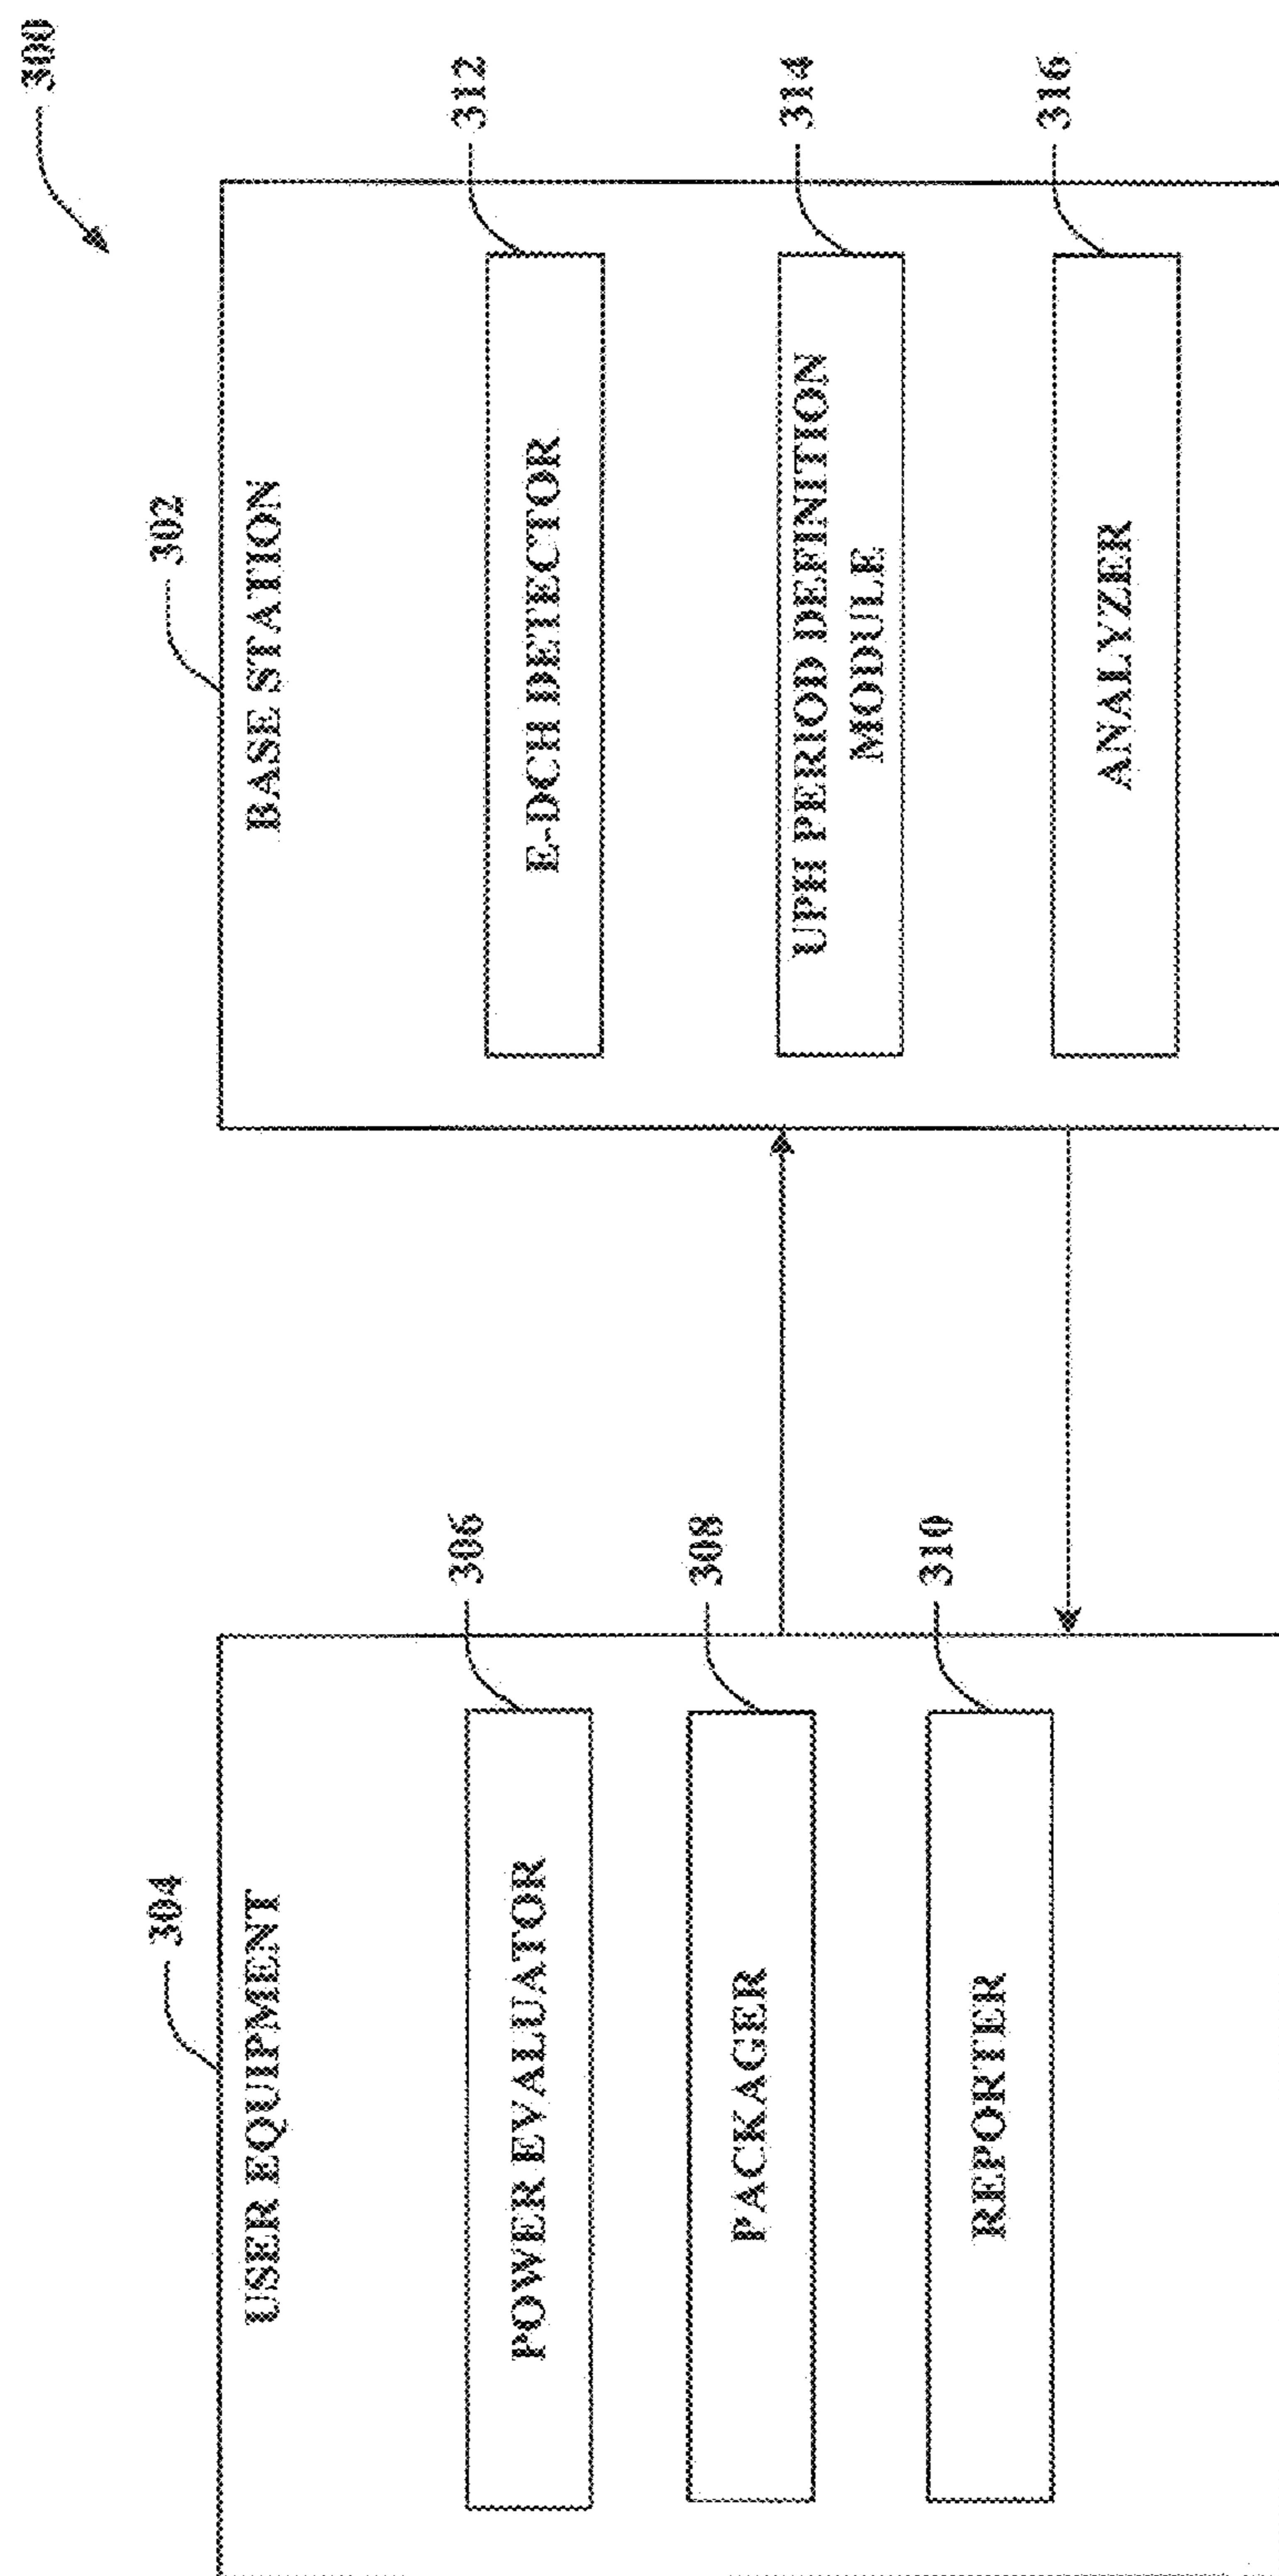 300
304
USER EQUIPMENT
306
POWER EVALUATOR
308
PACKAGER
310
REPORTER
302
BASE STATION
312
E-DCH DETECTOR
314
UPH PERIOD DEFINITION
MODULE
316
ANALYZER